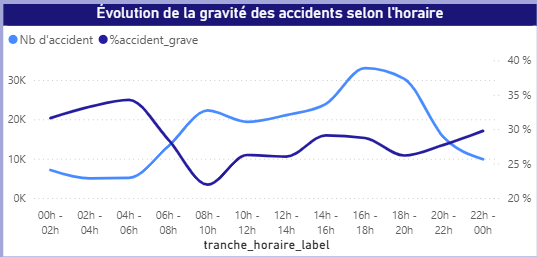 Évolution de la gravité des accidents selon l'horaire
Nb d'accident %accident_grave
40 %
30K 35 %
20K 30 %
10K 25 %
0K 20 %
00h - 02h - 04h - 06h - 08h - 10h - 12h - 14h - 16h - 18h - 20h - 22h -
02h 04h 06h 08h 10h 12h 14h 16h 18h 20h 22h 00h
tranche_horaire_label